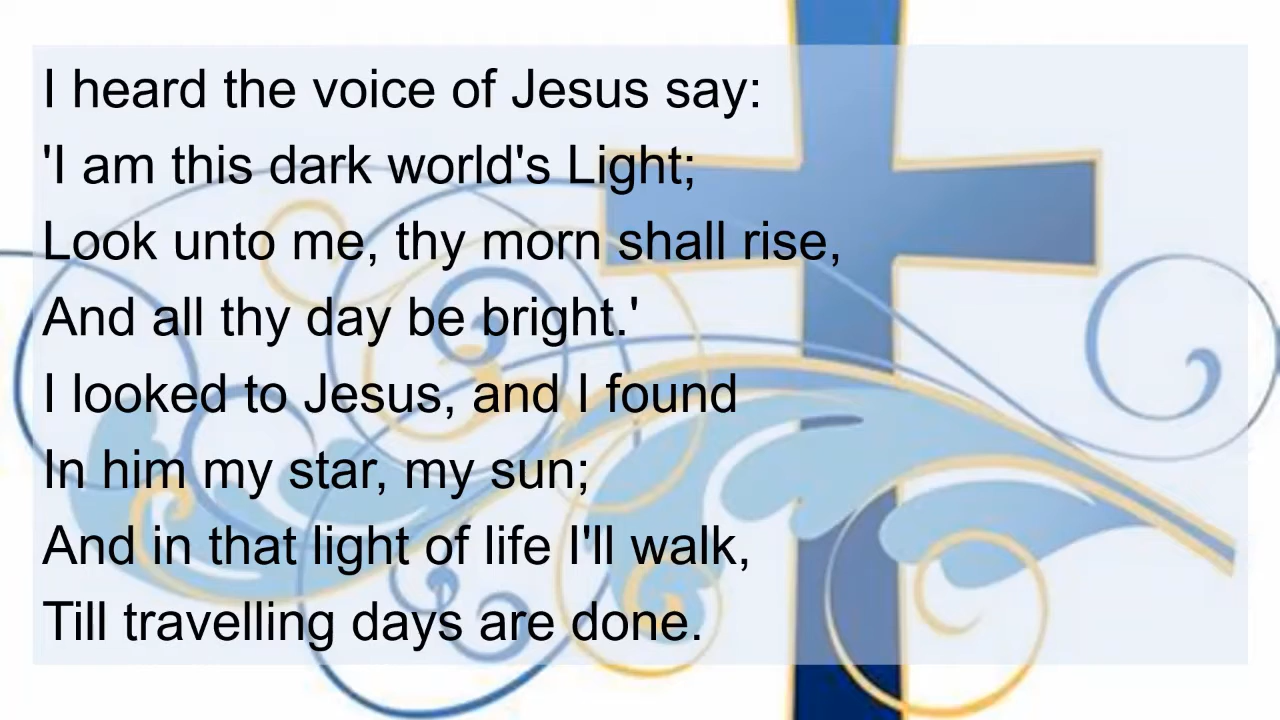 I heard the voice of Jesus say:
'I am this dark world's Light;
Look unto me, thy morn shall rise,
And all thy day be bright.'
I looked to Jesus, and I found
In him my star, my sun;
And in that light of life I'll walk,
Till travelling days are done.